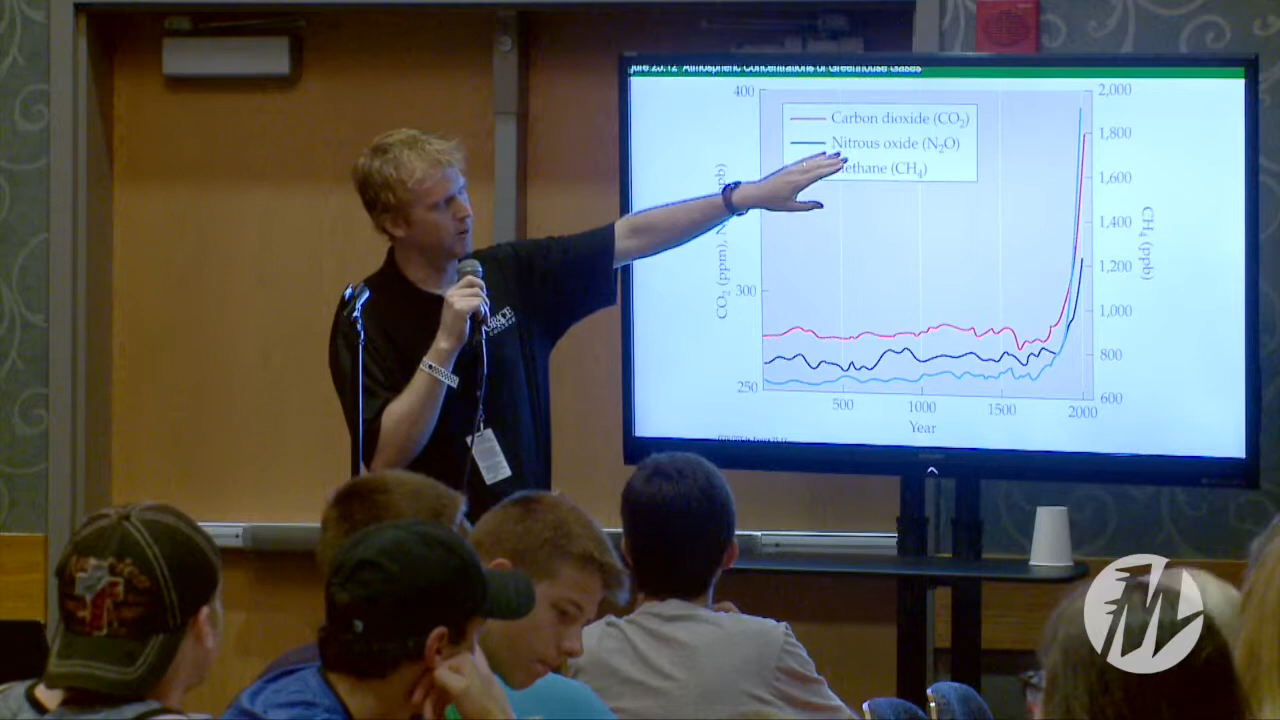 Atmospheric Concentrations of Greenhouse Gases
400
2,000
Carbon dioxide (CO₂)
1,800
Nitrous oxide (N₂O)
(CH₄)
1,600
1,400
CO₂ (ppm),
CH₄ (ppb)
1,200
300
1,000
800
250
600
500
1000
1500
2000
Year
GRACE
COLLEGE
M